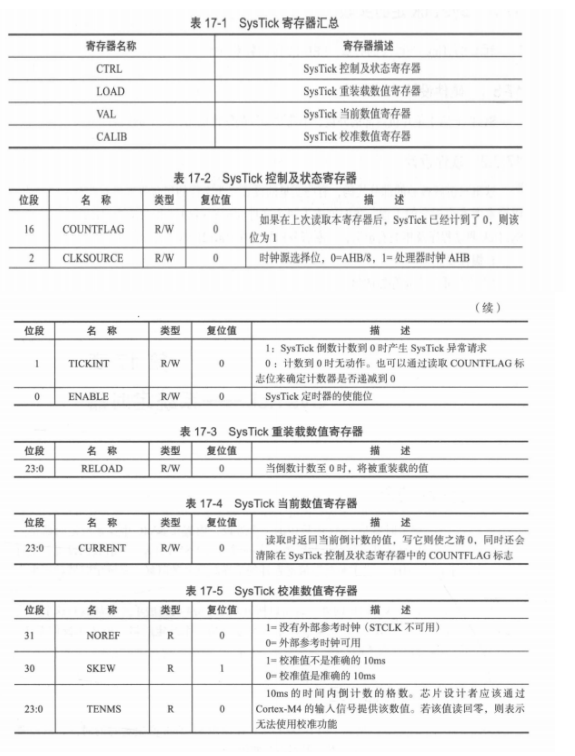 表 17-1 SysTick 寄存器汇总
寄存器名称 寄存器描述
CTRL SysTick 控制及状态寄存器
LOAD SysTick 重装载数值寄存器
VAL SysTick 当前数值寄存器
CALIB SysTick 校准数值寄存器
表 17-2 SysTick 控制及状态寄存器
位段 名 称 类型 复位值 描 述
16 COUNTFLAG R/W 0 如果在上次读取本寄存器后，SysTick 已经计到了 0，则该
位为 1
2 CLKSOURCE R/W 0 时钟源选择位，0=AHB/8，1= 处理器时钟 AHB
（续）
位段 名 称 类型 复位值 描 述
1 TICKINT R/W 0 1：SysTick 倒数计数到 0 时产生 SysTick 异常请求
0：计数到 0 时无动作。也可以通过读取 COUNTFLAG 标
志位来确定计数器是否递减到 0
0 ENABLE R/W 0 SysTick 定时器的使能位
表 17-3 SysTick 重装载数值寄存器
位段 名 称 类型 复位值 描 述
23:0 RELOAD R/W 0 当倒数计数至 0 时，将被重装载的值
表 17-4 SysTick 当前数值寄存器
位段 名 称 类型 复位值 描 述
23:0 CURRENT R/W 0 读取时返回当前倒计数的值，写它则使之清 0，同时还会
清除在 SysTick 控制及状态寄存器中的 COUNTFLAG 标志
表 17-5 SysTick 校准数值寄存器
位段 名 称 类型 复位值 描 述
31 NOREF R 0 1= 没有外部参考时钟（STCLK 不可用）
0= 外部参考时钟可用
30 SKEW R 1 1= 校准值不是准确的 10ms
0= 校准值是准确的 10ms
23:0 TENMS R 0 10ms 的时间内倒计数的格数。芯片设计者应该通过
Cortex-M4 的输入信号提供该数值。若该值读回零，则表示
无法使用校准功能